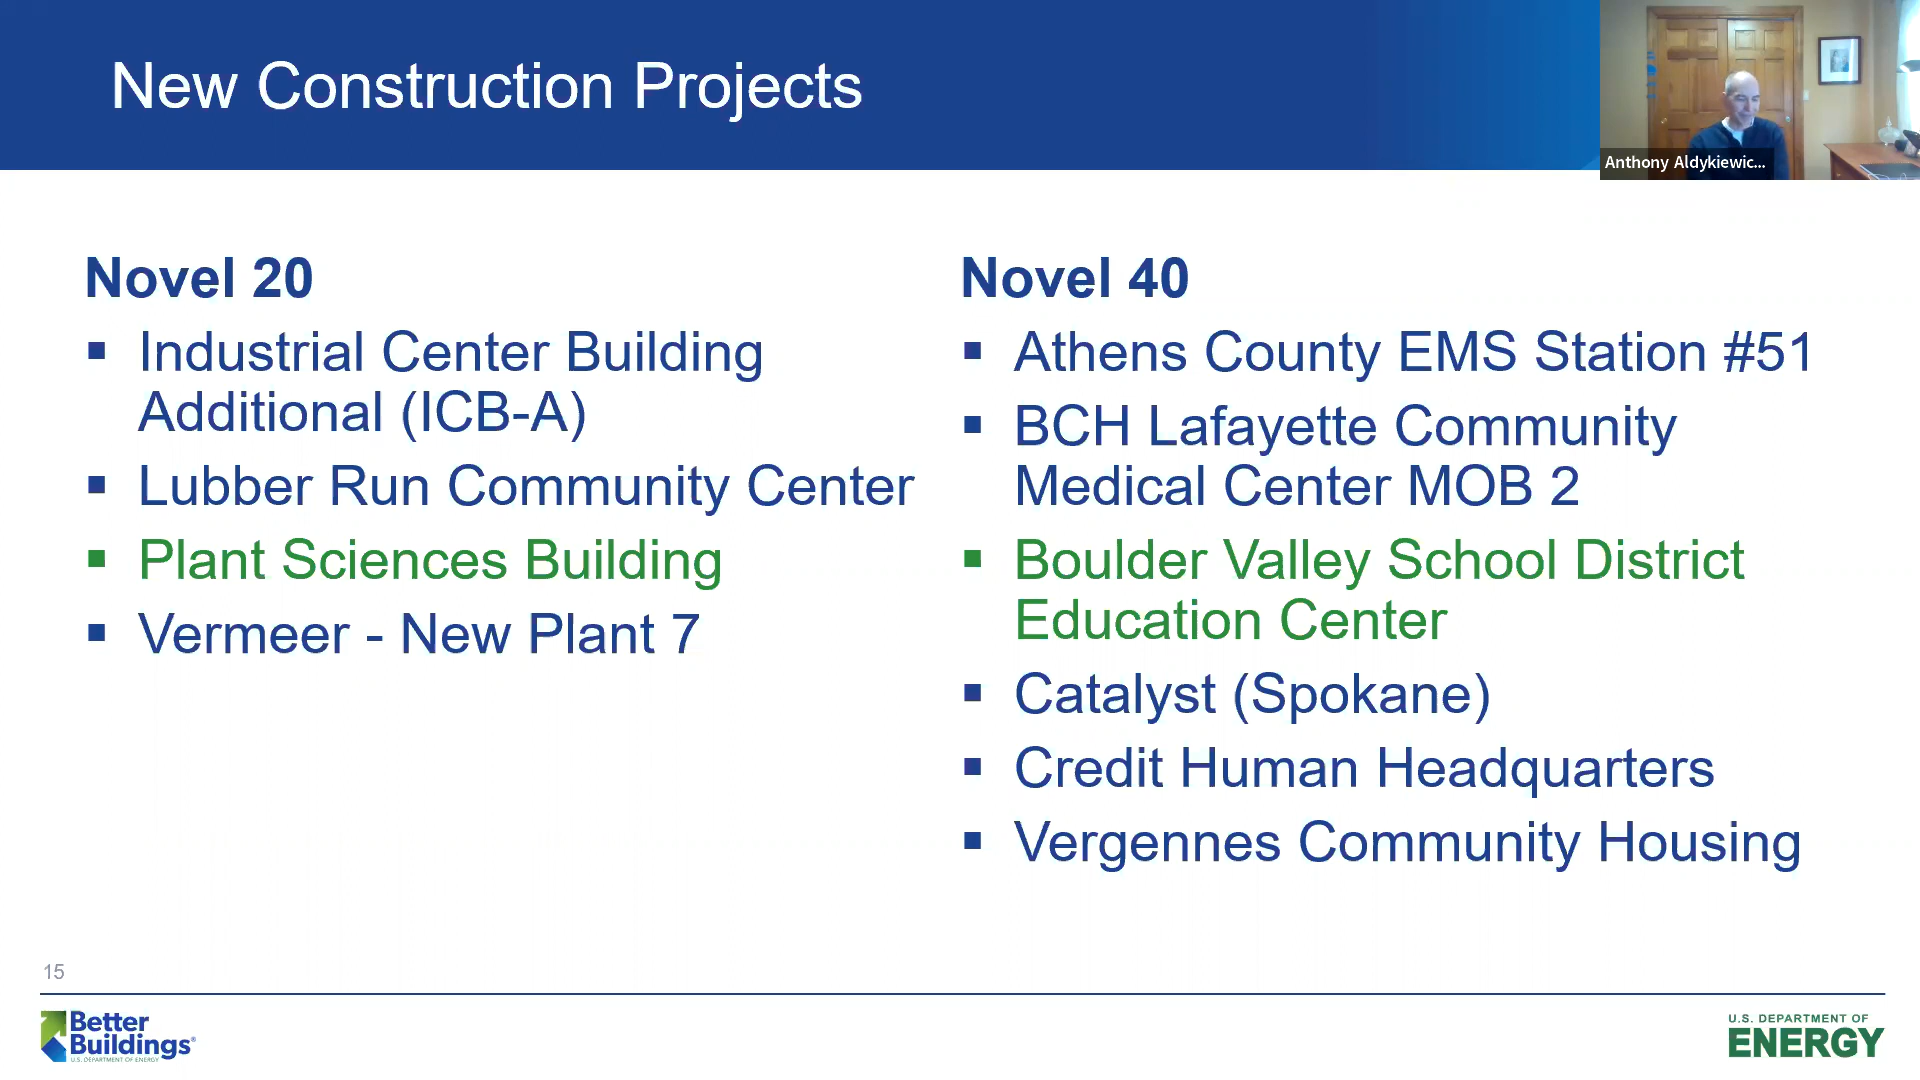 New Construction Projects
Anthony Aldykiewic...
Novel 20
Industrial Center Building
Additional (ICB-A)
Lubber Run Community Center
Plant Sciences Building
Vermeer - New Plant 7
Novel 40
Athens County EMS Station #51
BCH Lafayette Community
Medical Center MOB 2
Boulder Valley School District
Education Center
Catalyst (Spokane)
Credit Human Headquarters
Vergennes Community Housing
15
Better
Buildings®
U.S. DEPARTMENT OF ENERGY
U.S. DEPARTMENT OF
ENERGY